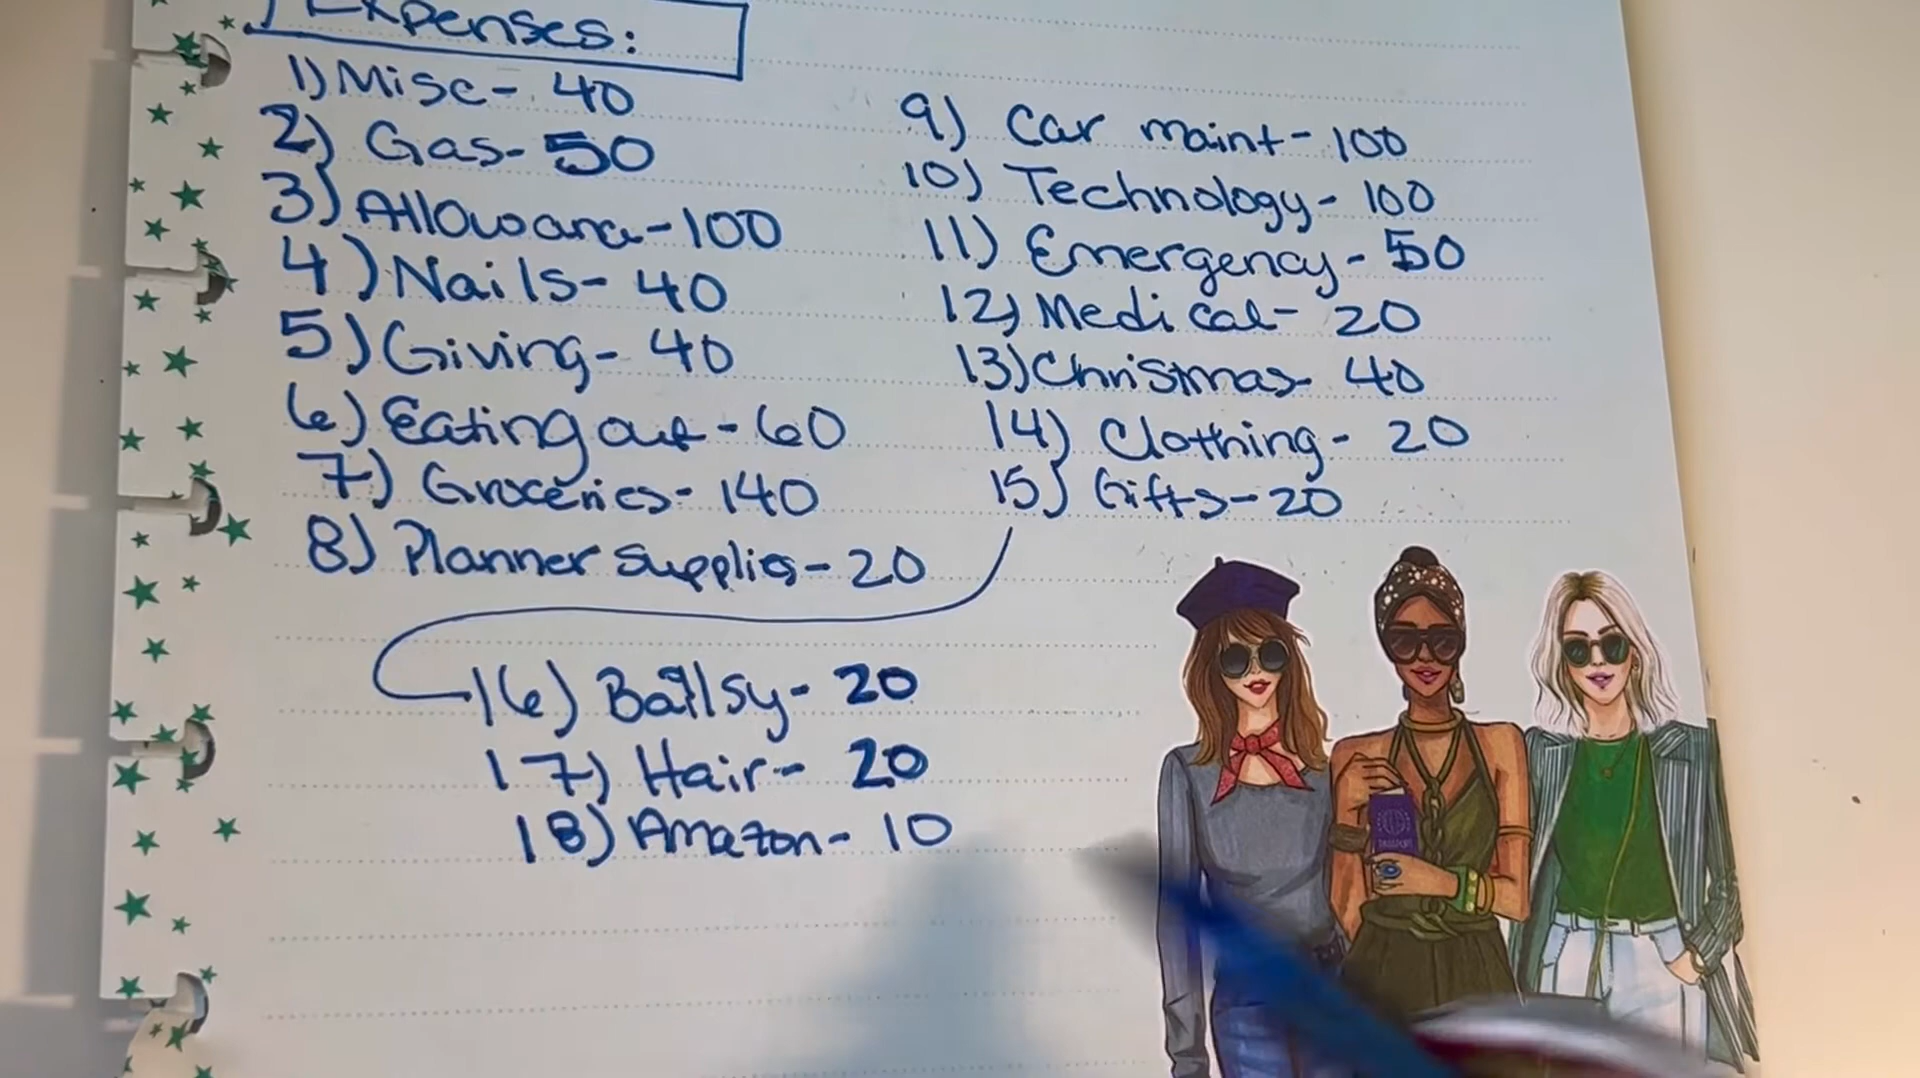 Expenses:
1) Misc - 40
2) Gas - 50
3) Allowance - 100
4) Nails - 40
5) Giving - 40
6) Eating out - 60
7) Groceries - 140
8) Planner Supplies - 20
9) Car maint - 100
10) Technology - 100
11) Emergency - 50
12) Medical - 20
13) Christmas - 40
14) Clothing - 20
15) Gifts - 20
16) Ballsy - 20
17) Hair - 20
18) Amazon - 10
PASSPORT